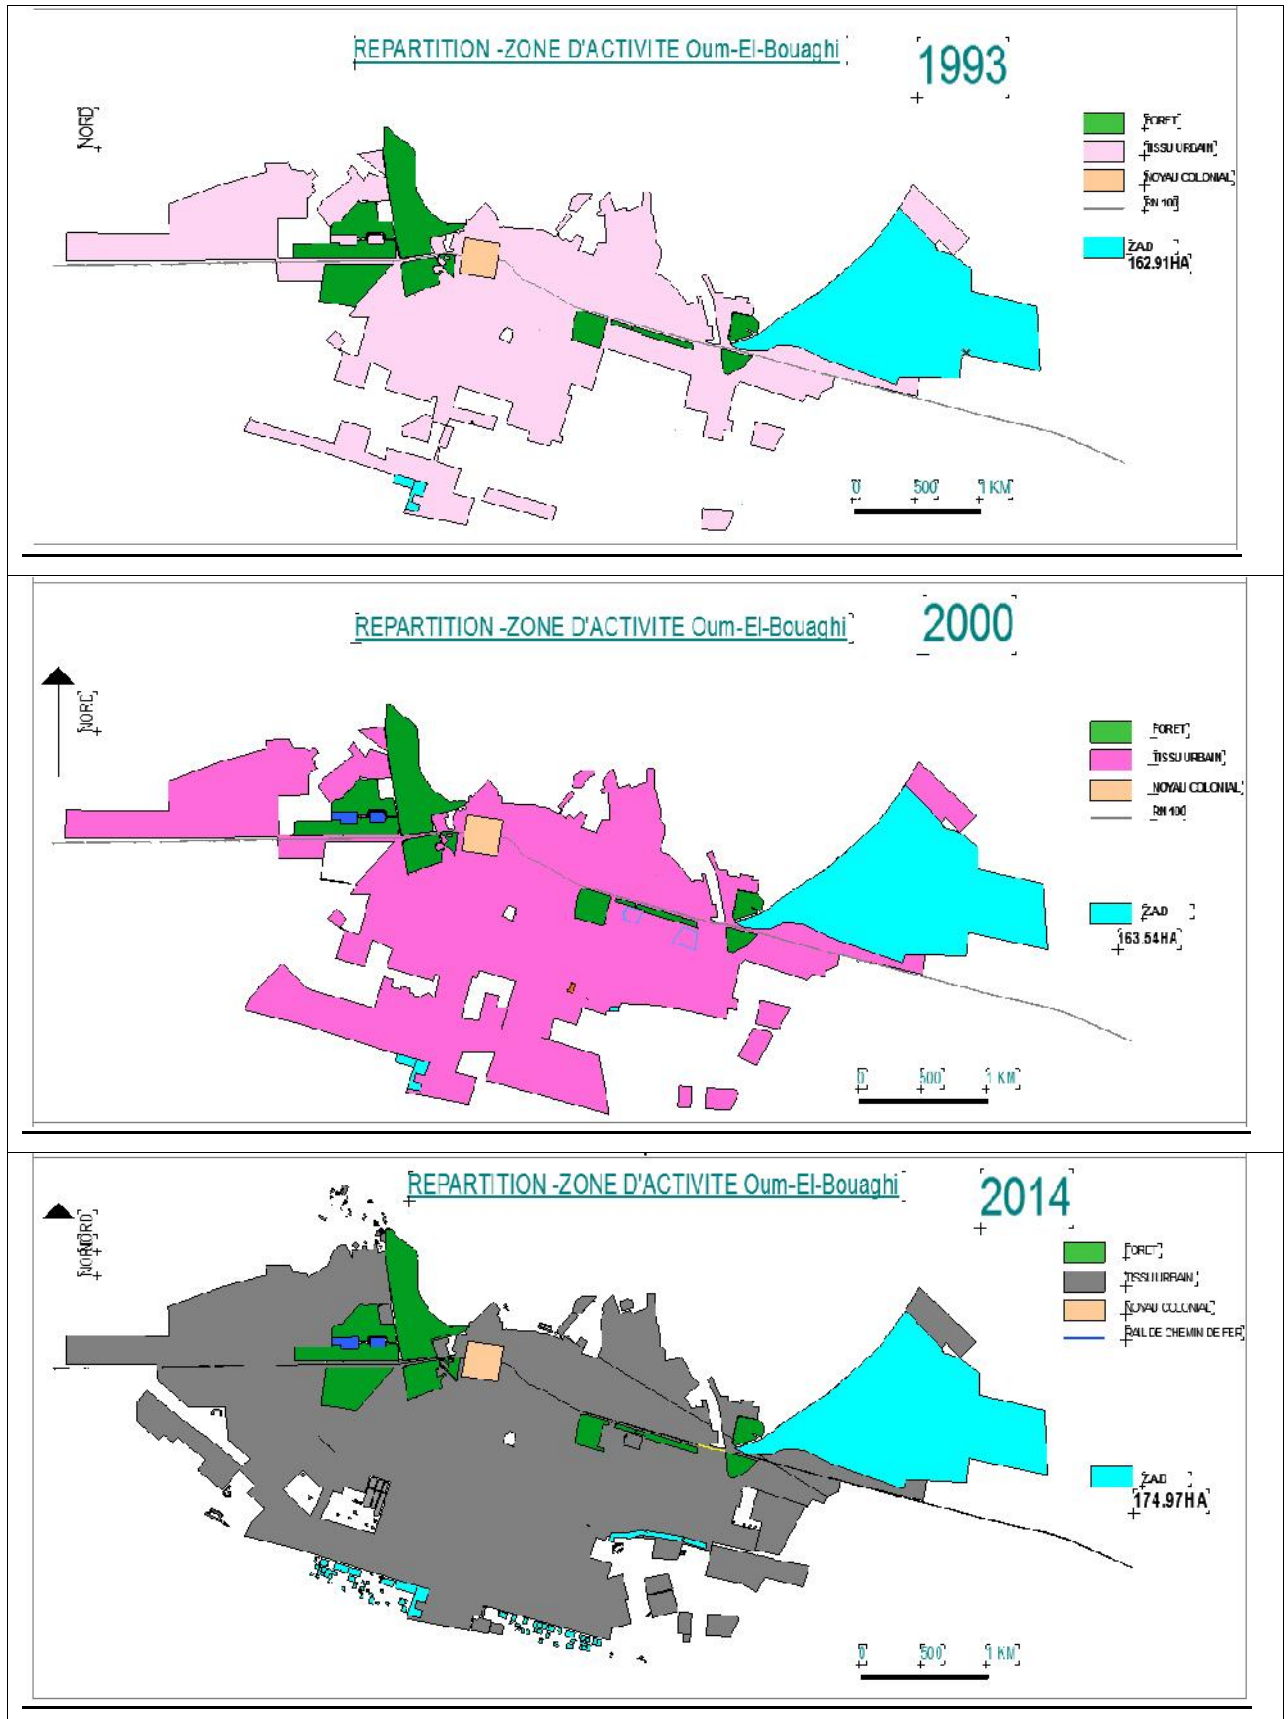 REPARTITION -ZONE D'ACTIVITE Oum-El-Bouaghi
1993
NORD
FORET
TISSU URBAIN
NOYAU COLONIAL
RN 100
ZAD
162.91HA
0 500 1 KM
REPARTITION -ZONE D'ACTIVITE Oum-El-Bouaghi
2000
NORD
FORET
TISSU URBAIN
NOYAU COLONIAL
RN 100
ZAD
163.54HA
0 500 1 KM
REPARTITION -ZONE D'ACTIVITE Oum-El-Bouaghi
2014
NORD
NORD
FORET
TISSU URBAIN
NOYAU COLONIAL
RAIL DE CHEMIN DE FER
ZAD
174.97HA
0 500 1 KM